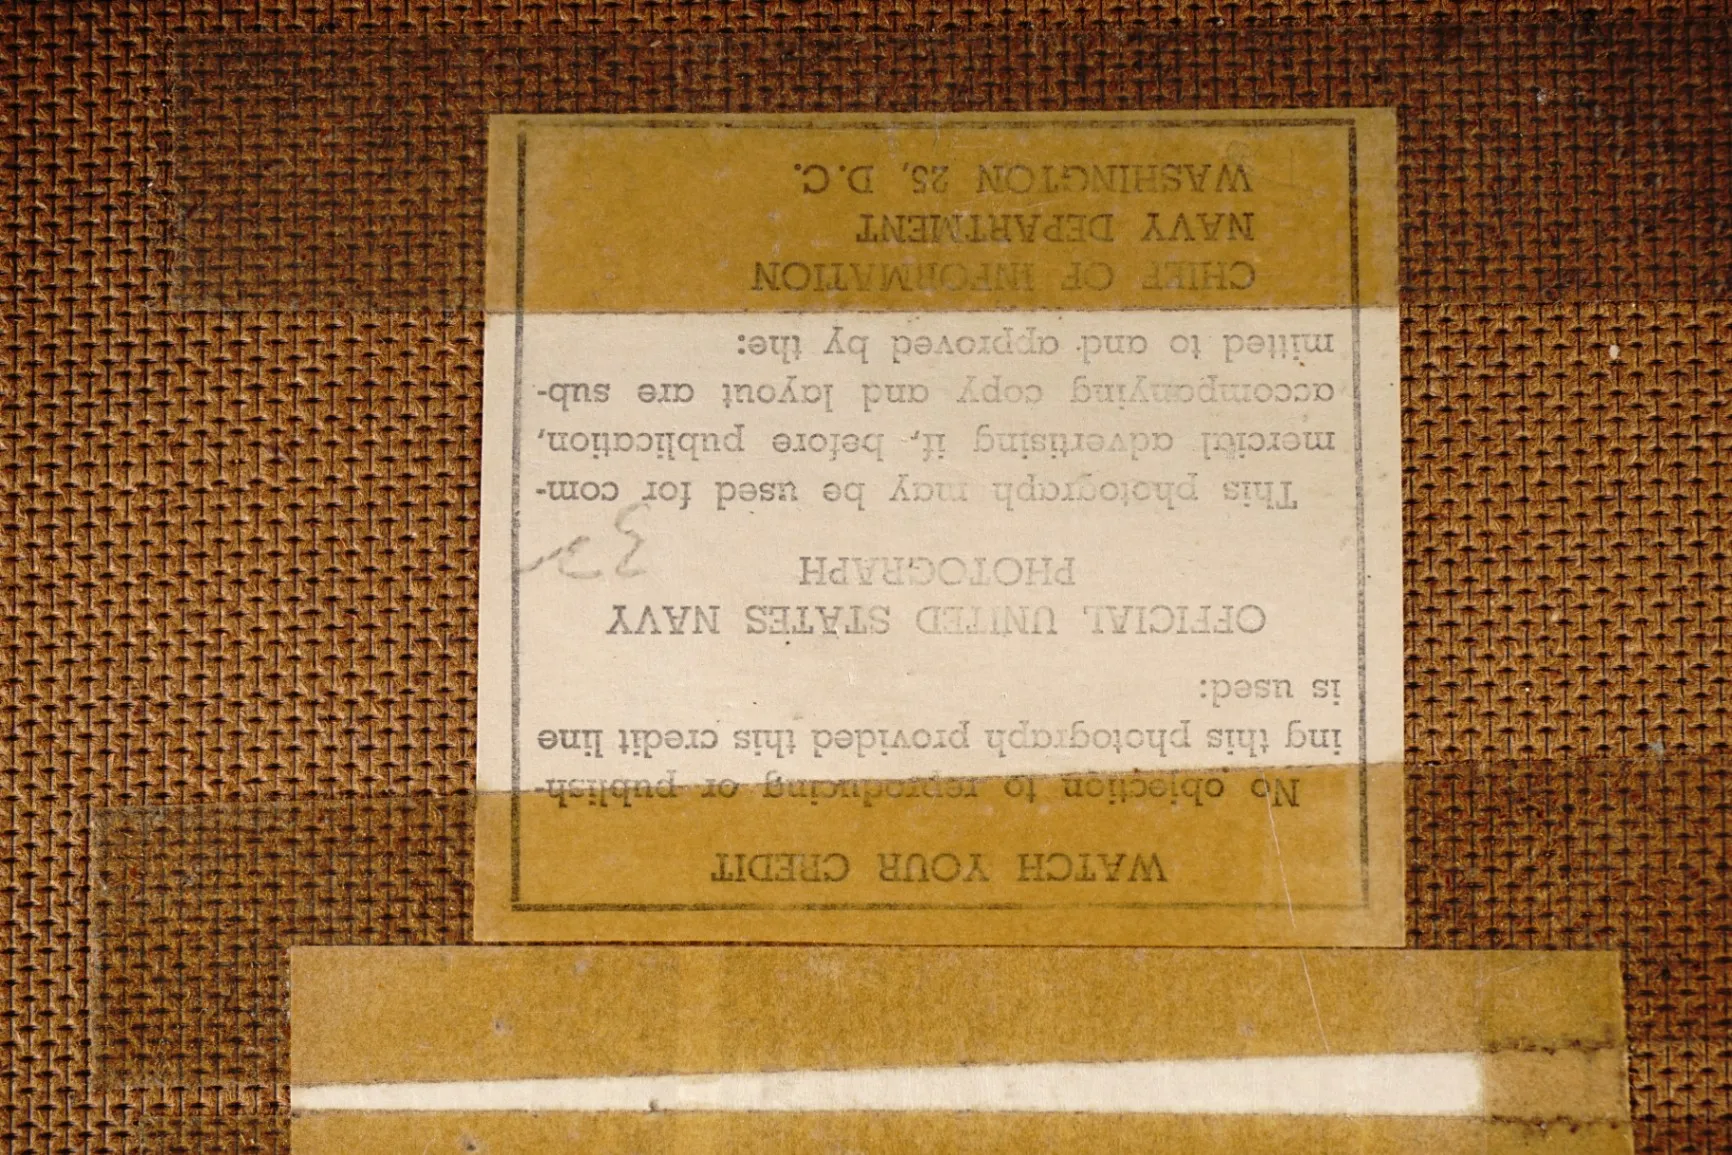 WATCH YOUR CREDIT
No objection to reproducing or publish-
ing this photograph provided this credit line
is used:
OFFICIAL UNITED STATES NAVY
PHOTOGRAPH
This photograph may be used for com-
mercial advertising if, before publication,
accompanying copy and layout are sub-
mitted to and approved by the:
CHIEF OF INFORMATION
NAVY DEPARTMENT
WASHINGTON 25, D.C.